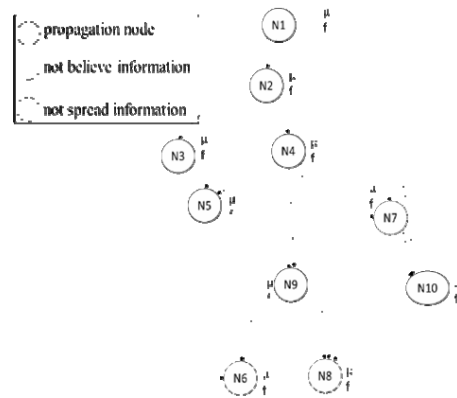 propagation node
not believe information
not spread information
N1
μ
f
N2
μ
f
N3
μ
f
N4
μ
f
N5
μ
N7
μ
f
N9
μ
N10
f
N6
μ
f
N8
μ
f